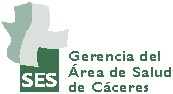 SES
Gerencia del
Área de Salud
de Cáceres